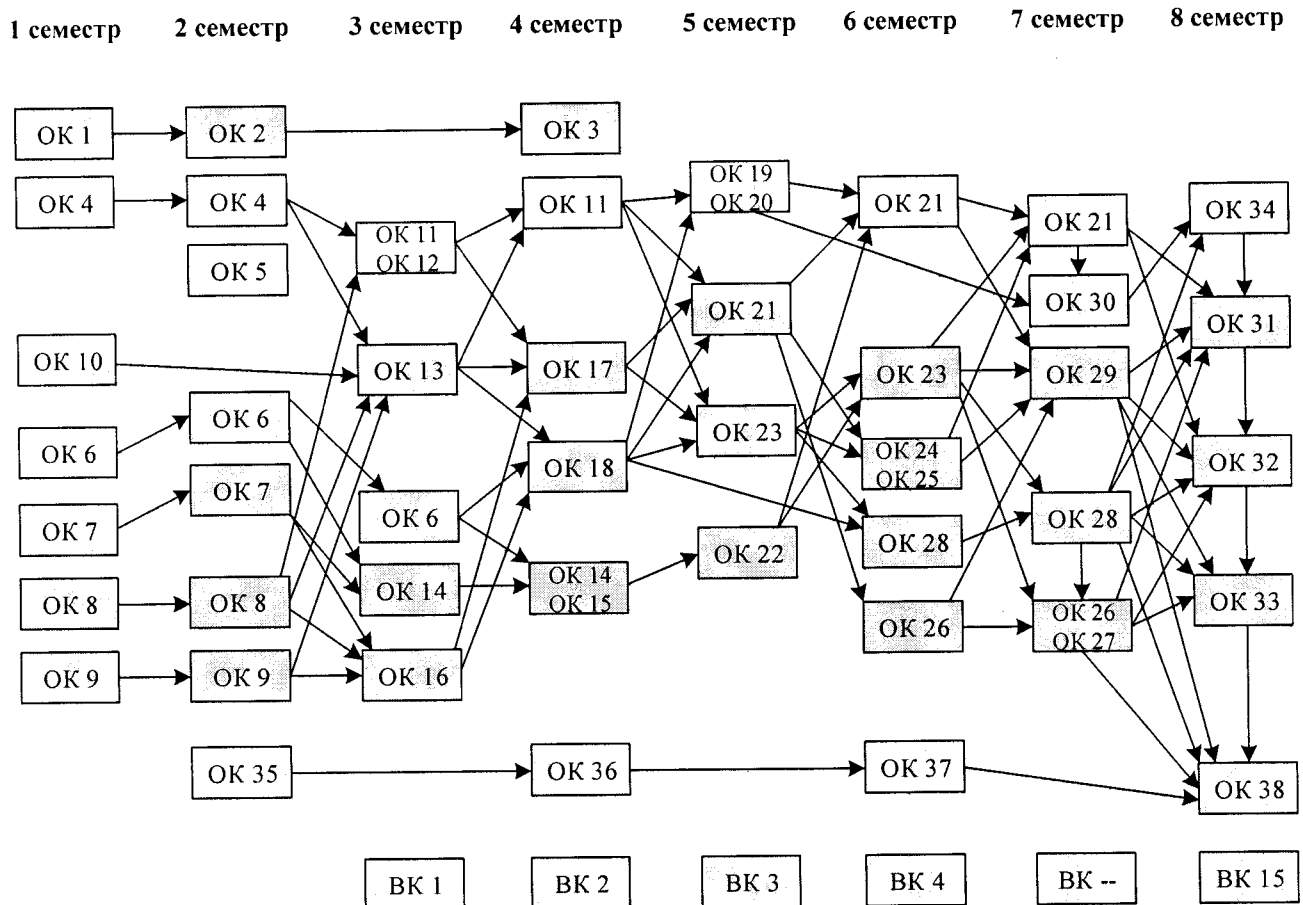 1 семестр 2 семестр 3 семестр 4 семестр 5 семестр 6 семестр 7 семестр 8 семестр
ОК 1 ОК 2 ОК 3
ОК 4 ОК 4 ОК 11 ОК 19 ОК 21 ОК 21 ОК 34
ОК 20
ОК 11
ОК 12
ОК 5 ОК 21 ОК 30 ОК 31
ОК 10 ОК 13 ОК 17 ОК 23 ОК 29
ОК 6 ОК 23
ОК 6 ОК 18 ОК 24 ОК 32
ОК 25
ОК 7
ОК 7 ОК 6 ОК 22 ОК 28 ОК 28
ОК 8 ОК 8 ОК 14 ОК 14 ОК 33
ОК 15
ОК 26 ОК 26
ОК 27
ОК 9 ОК 9 ОК 16
ОК 35 ОК 36 ОК 37 ОК 38
ВК 1 ВК 2 ВК 3 ВК 4 ВК -- ВК 15